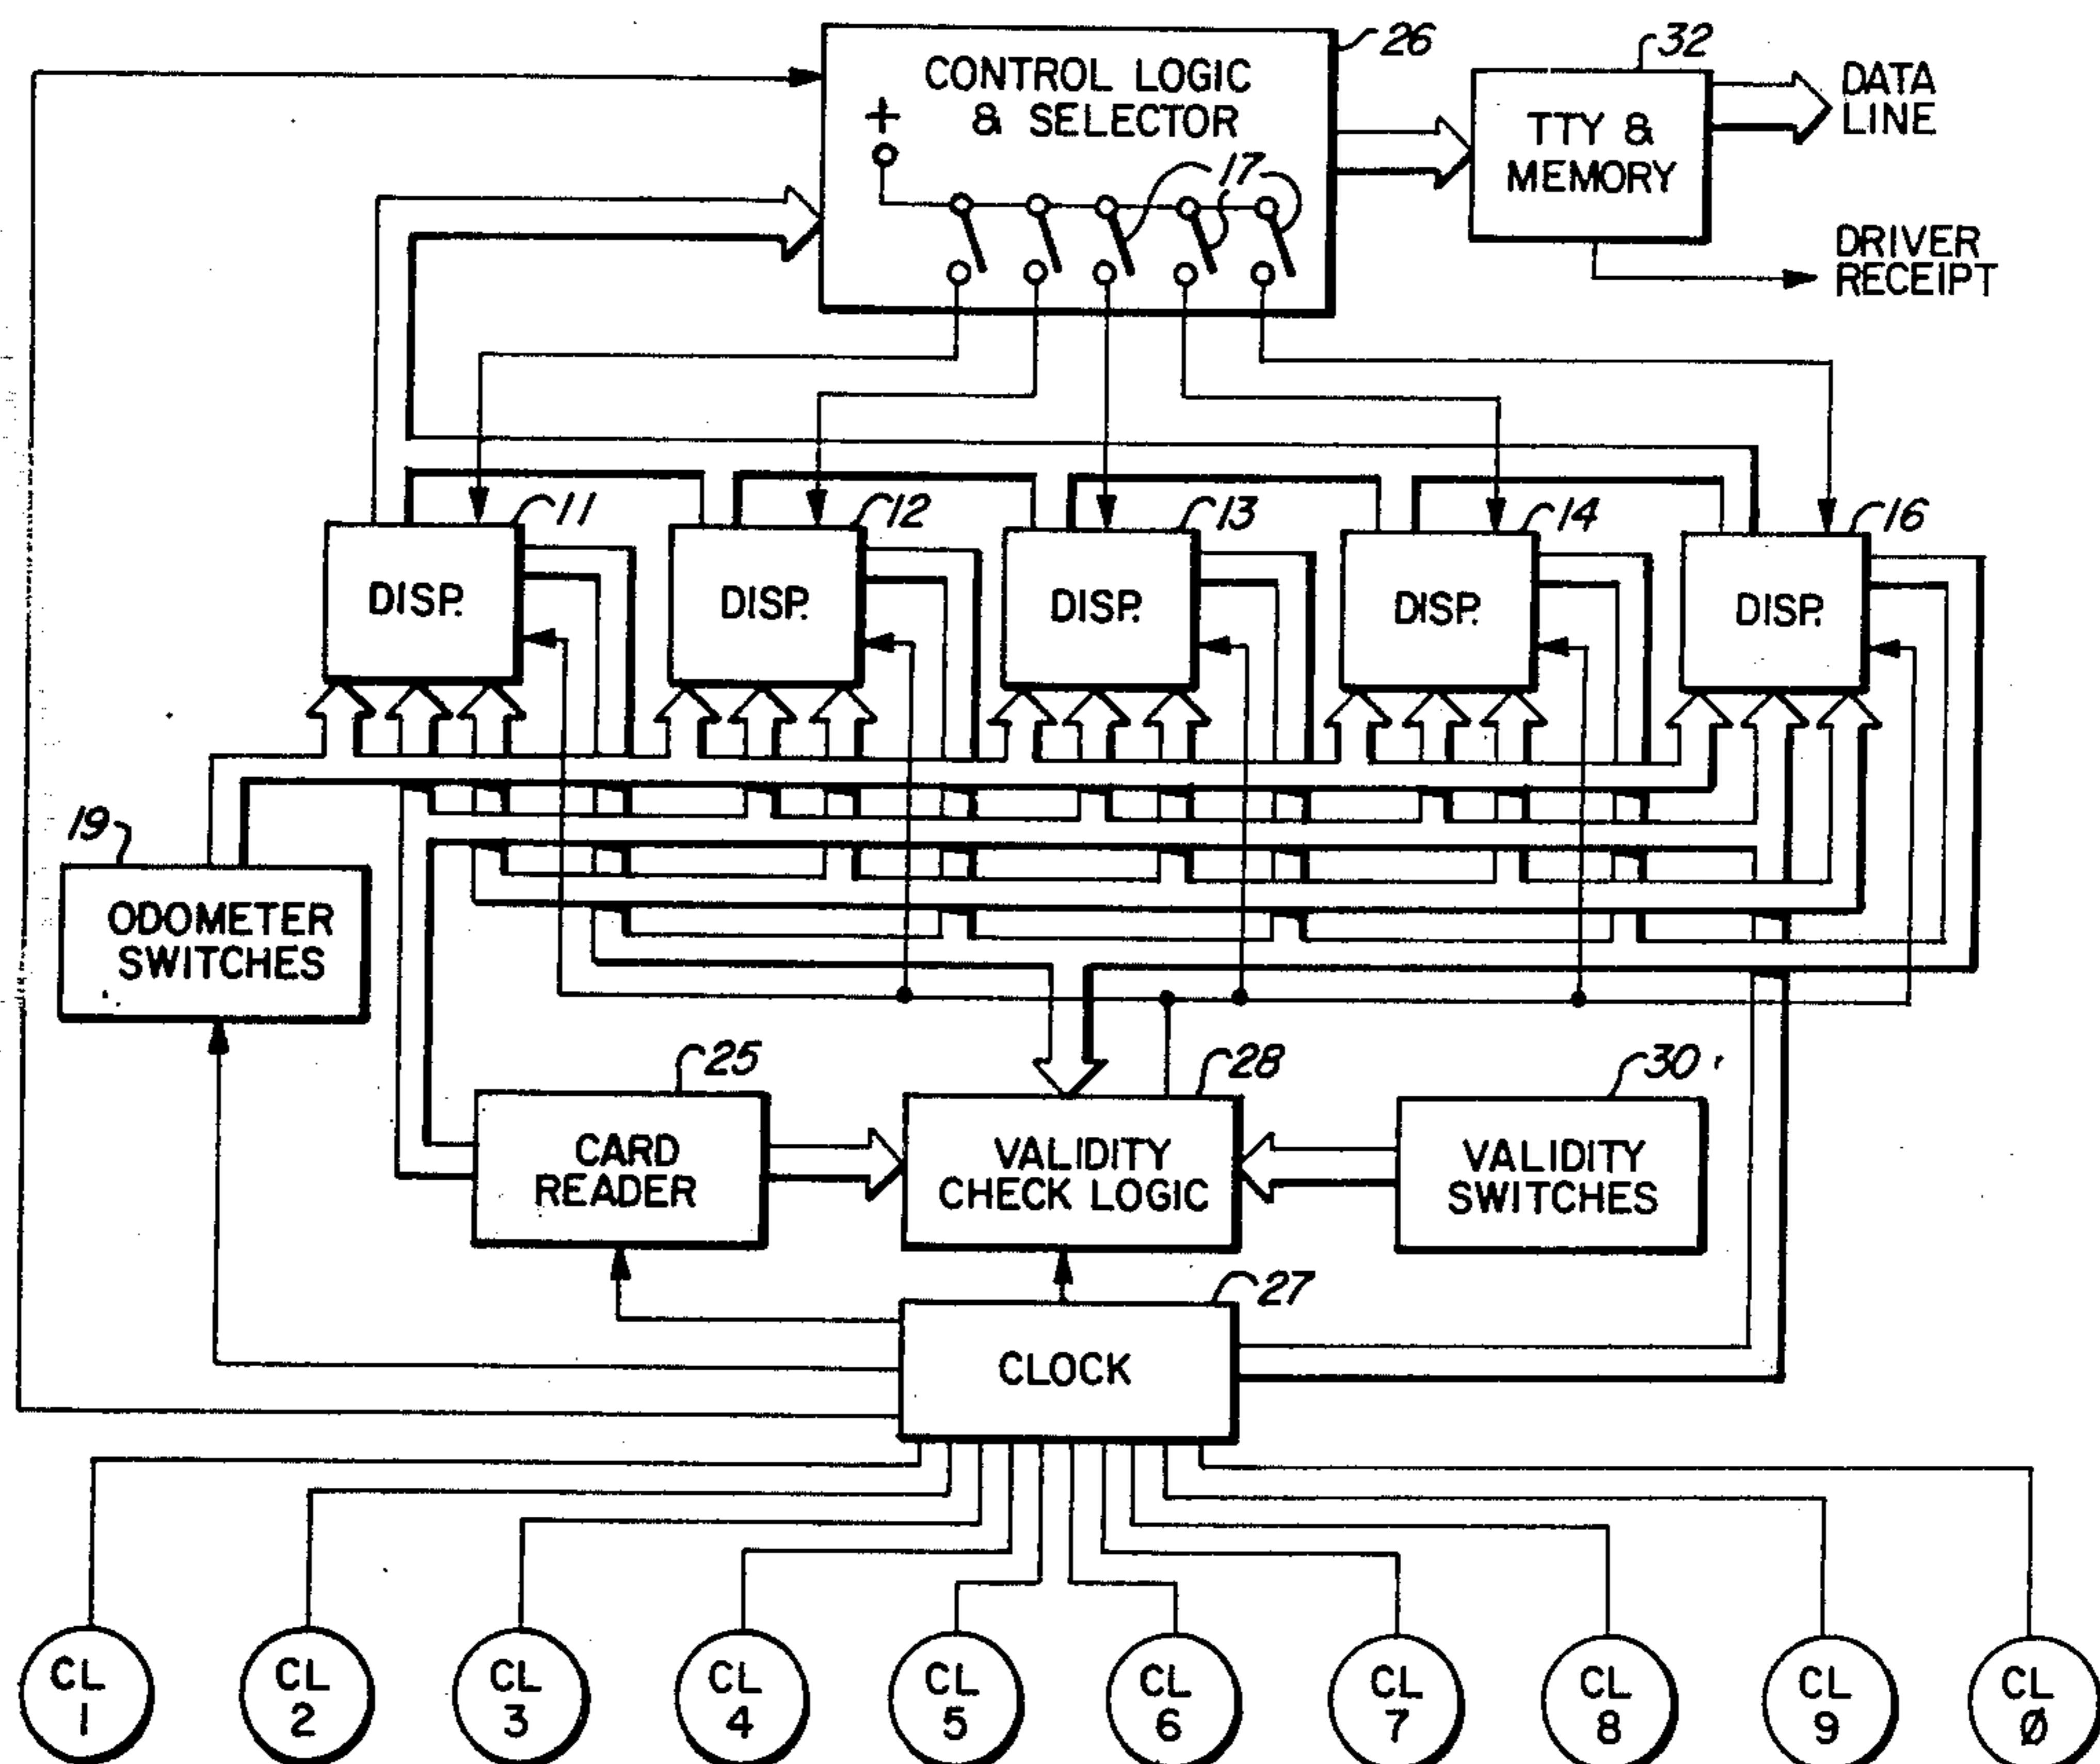 26
CONTROL LOGIC
& SELECTOR
+
17
32
TTY &
MEMORY
DATA
LINE
DRIVER
RECEIPT
11
12
13
14
16
DISP.
DISP.
DISP.
DISP.
DISP.
19
ODOMETER
SWITCHES
25
CARD
READER
28
VALIDITY
CHECK LOGIC
30
VALIDITY
SWITCHES
27
CLOCK
CL
1
CL
2
CL
3
CL
4
CL
5
CL
6
CL
7
CL
8
CL
9
CL
Ø